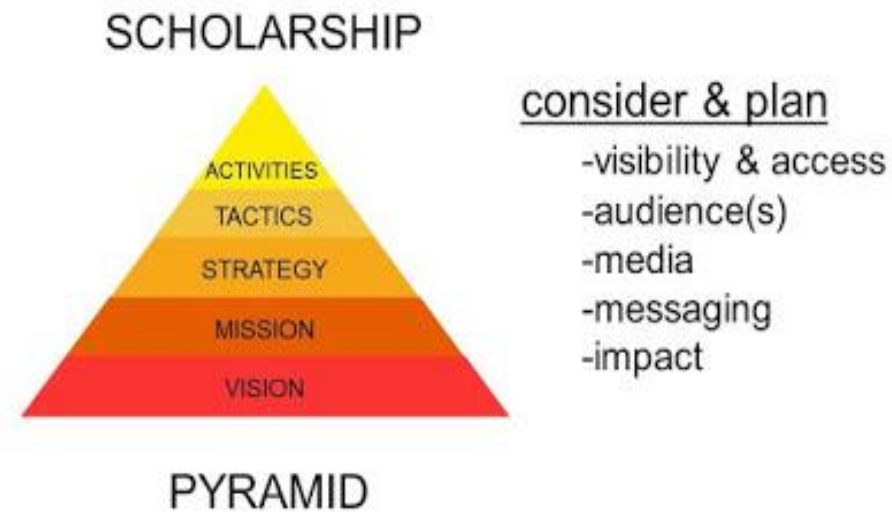 SCHOLARSHIP
ACTIVITIES
TACTICS
STRATEGY
MISSION
VISION
PYRAMID
consider & plan
-visibility & access
-audience(s)
-media
-messaging
-impact